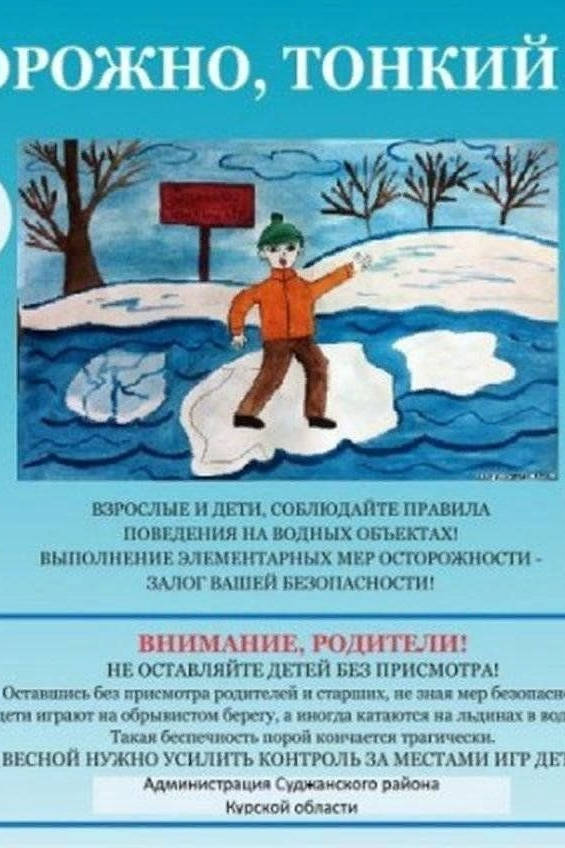 ОРОЖНО, ТОНКИЙ
ВЗРОСЛЫЕ И ДЕТИ, СОБЛЮДАЙТЕ ПРАВИЛА
ПОВЕДЕНИЯ НА ВОДНЫХ ОБЪЕКТАХ!
ВЫПОЛНЕНИЕ ЭЛЕМЕНТАРНЫХ МЕР ОСТОРОЖНОСТИ -
ЗАЛОГ ВАШЕЙ БЕЗОПАСНОСТИ!
ВНИМАНИЕ, РОДИТЕЛИ!
НЕ ОСТАВЛЯЙТЕ ДЕТЕЙ БЕЗ ПРИСМОТРА!
Оставшись без присмотра родителей и старших, не зная мер безопасн
дети играют на обрывистом берегу, а иногда катаются на льдинах в вод
Такая беспечность порой кончается трагически.
ВЕСНОЙ НУЖНО УСИЛИТЬ КОНТРОЛЬ ЗА МЕСТАМИ ИГР ДЕТ
Администрация Суджанского района
Курской области